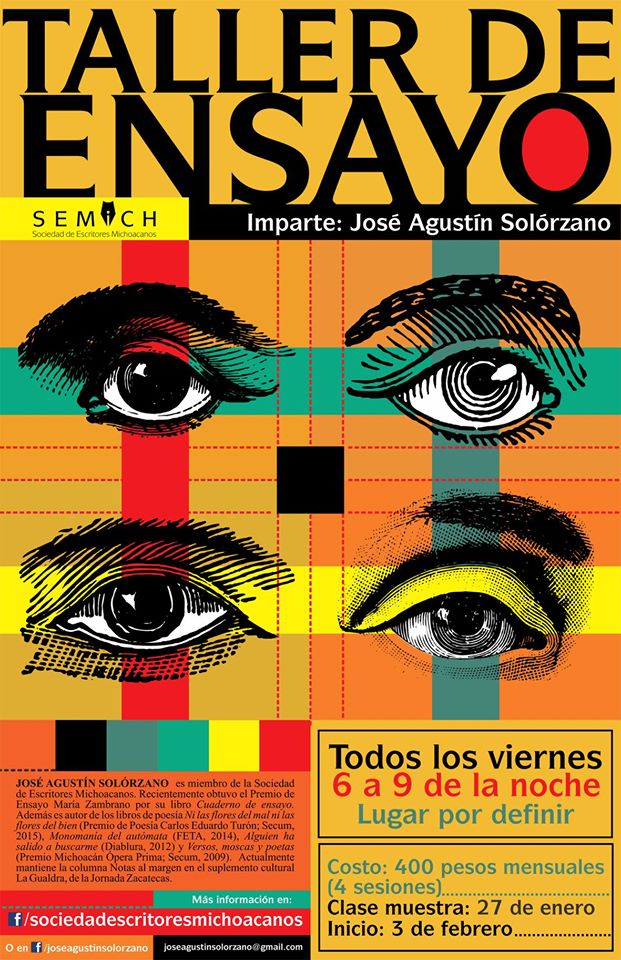 TALLER DE
ENSAYO
SEMiCH
Sociedad de Escritores Michoacanos
Imparte: José Agustín Solórzano
JOSÉ AGUSTÍN SOLÓRZANO es miembro de la Sociedad
de Escritores Michoacanos. Recientemente obtuvo el Premio de
Ensayo María Zambrano por su libro Cuaderno de ensayo.
Además es autor de los libros de poesía Ni las flores del mal ni las
flores del bien (Premio de Poesía Carlos Eduardo Turón; Secum,
2015), Monomanía del autómata (FETA, 2014), Alguien ha
salido a buscarme (Diablura, 2012) y Versos, moscas y poetas
(Premio Michoacán Ópera Prima; Secum, 2009). Actualmente
mantiene la columna Notas al margen en el suplemento cultural
La Gualdra, de la Jornada Zacatecas.
Más información en:
f/sociedadescritoresmichoacanos
O en f/joseagustinsolorzano
joseagustinsolorzano@gmail.com
Todos los viernes
6 a 9 de la noche
Lugar por definir
Costo: 400 pesos mensuales
(4 sesiones)
Clase muestra: 27 de enero
Inicio: 3 de febrero